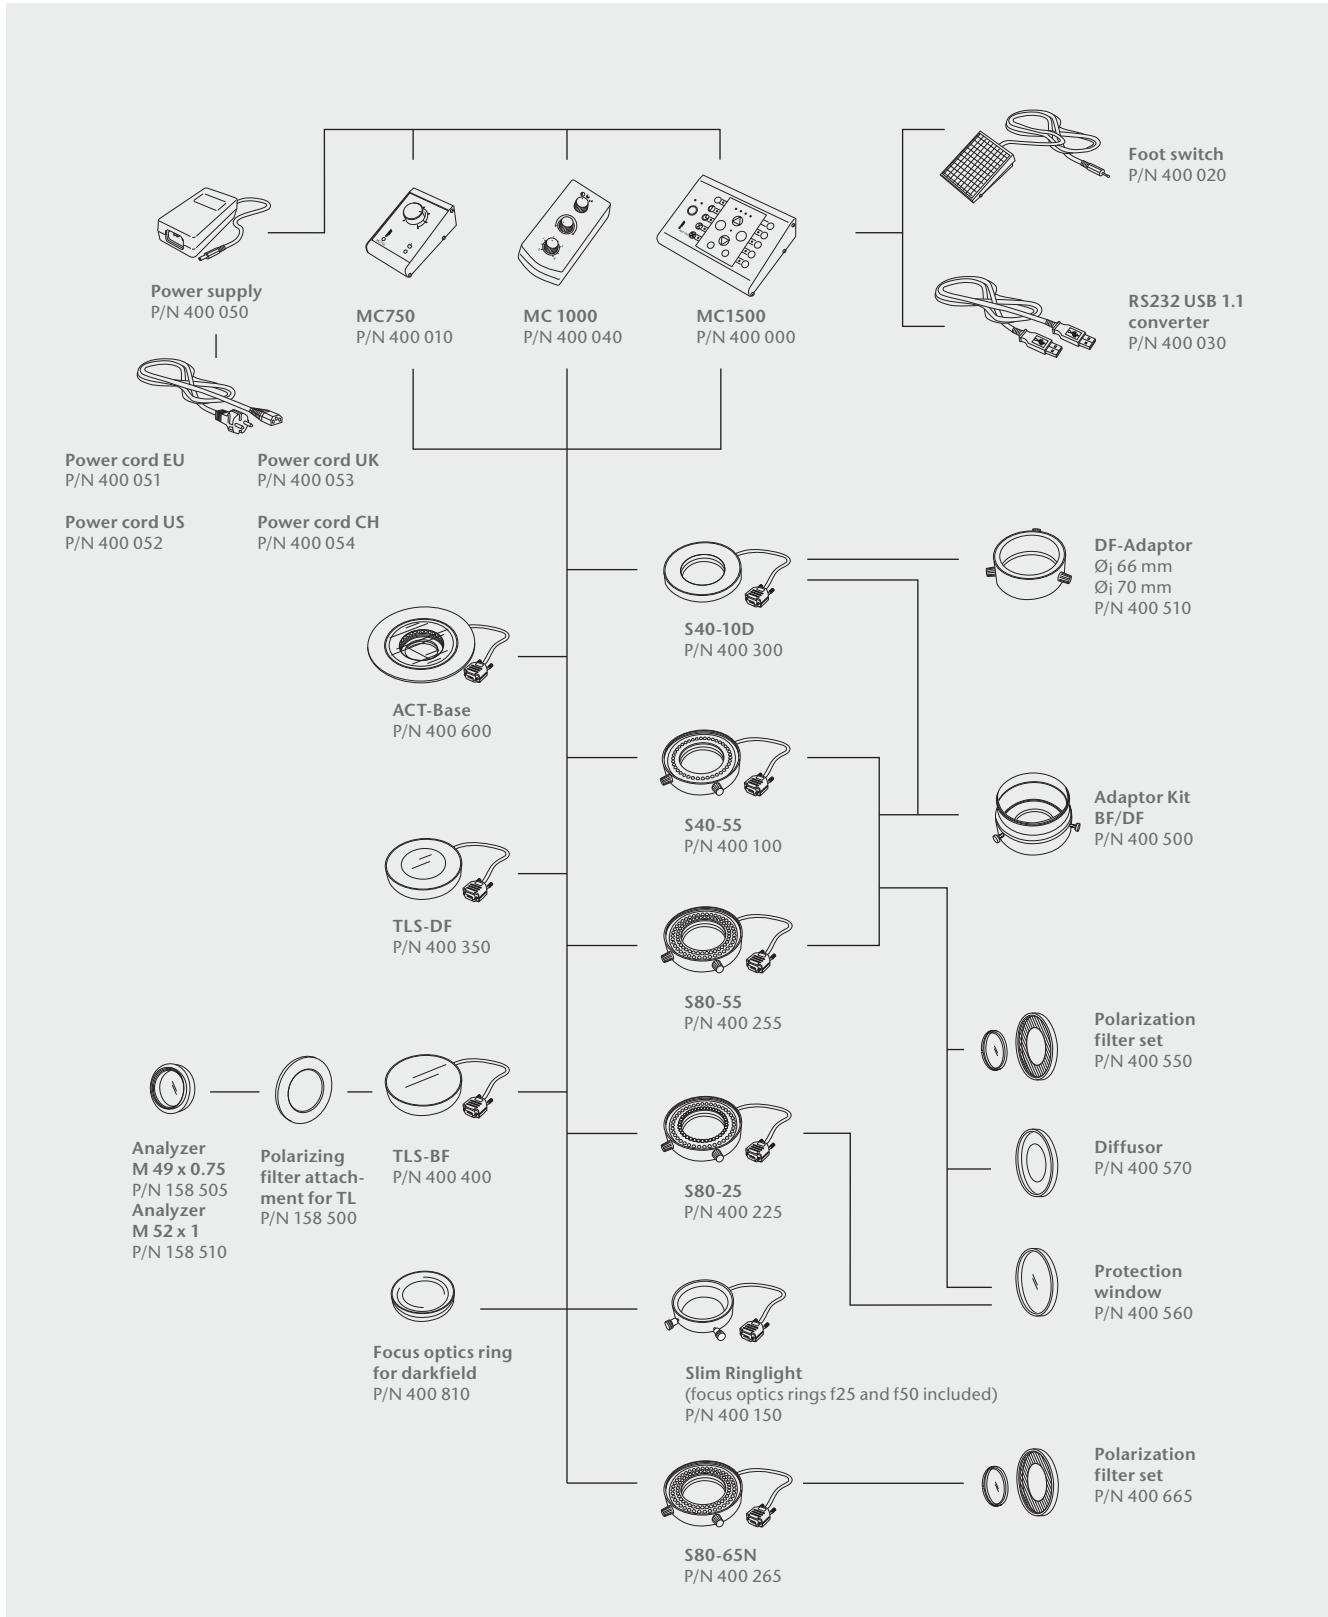 Foot switch
P/N 400 020
Power supply
P/N 400 050
MC750
P/N 400 010
MC 1000
P/N 400 040
MC1500
P/N 400 000
RS232 USB 1.1
converter
P/N 400 030
Power cord EU
P/N 400 051
Power cord UK
P/N 400 053
Power cord US
P/N 400 052
Power cord CH
P/N 400 054
DF-Adaptor
Ø¡ 66 mm
Ø¡ 70 mm
P/N 400 510
S40-10D
P/N 400 300
ACT-Base
P/N 400 600
S40-55
P/N 400 100
Adaptor Kit
BF/DF
P/N 400 500
TLS-DF
P/N 400 350
S80-55
P/N 400 255
Polarization
filter set
P/N 400 550
Analyzer
M 49 x 0.75
P/N 158 505
Analyzer
M 52 x 1
P/N 158 510
Polarizing
filter attach-
ment for TL
P/N 158 500
TLS-BF
P/N 400 400
S80-25
P/N 400 225
Diffusor
P/N 400 570
Protection
window
P/N 400 560
Focus optics ring
for darkfield
P/N 400 810
Slim Ringlight
(focus optics rings f25 and f50 included)
P/N 400 150
Polarization
filter set
P/N 400 665
S80-65N
P/N 400 265